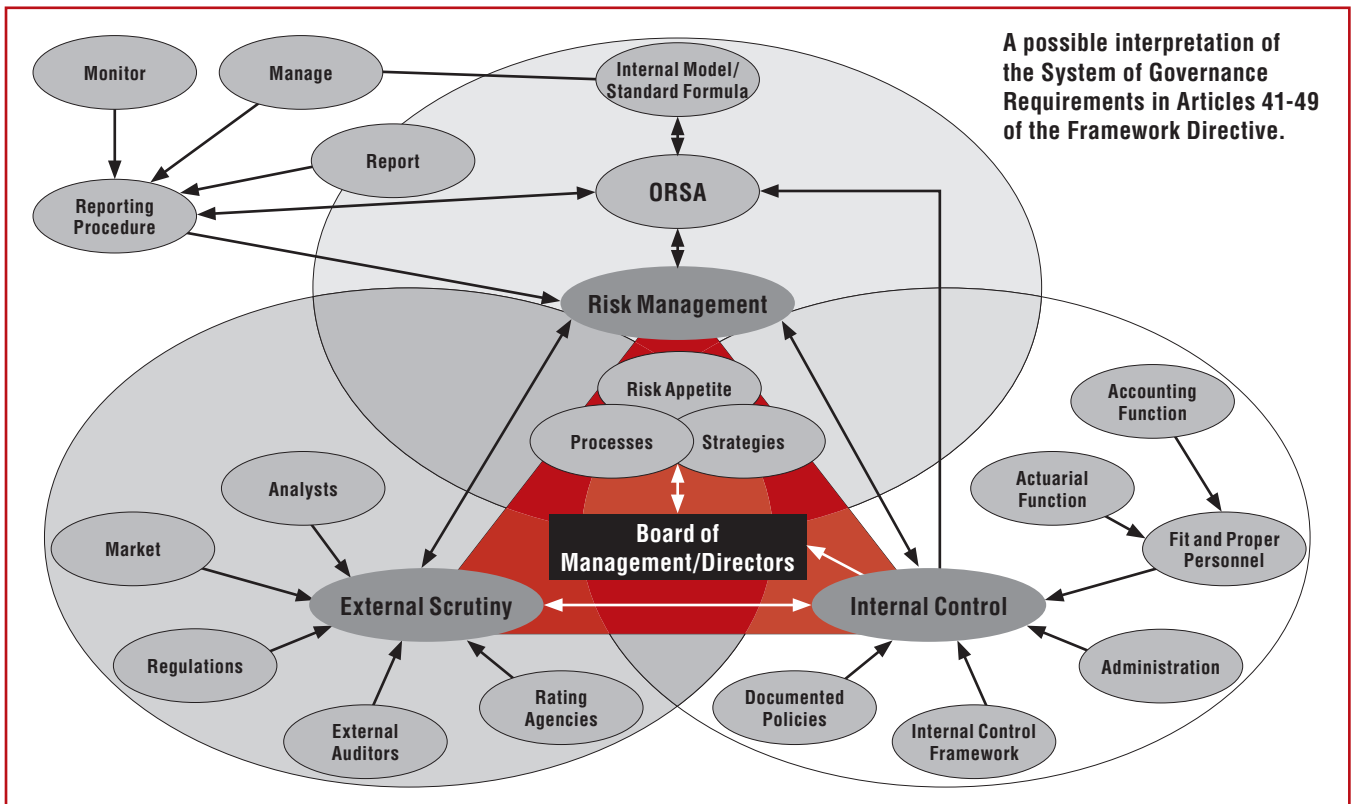 A possible interpretation of
the System of Governance
Requirements in Articles 41-49
of the Framework Directive.
Monitor
Manage
Internal Model/
Standard Formula
Report
ORSA
Reporting
Procedure
Risk Management
Risk Appetite
Processes
Strategies
Accounting
Function
Analysts
Actuarial
Function
Market
Board of
Management/Directors
Fit and Proper
Personnel
External Scrutiny
Internal Control
Regulations
Administration
Rating
Agencies
Documented
Policies
External
Auditors
Internal Control
Framework